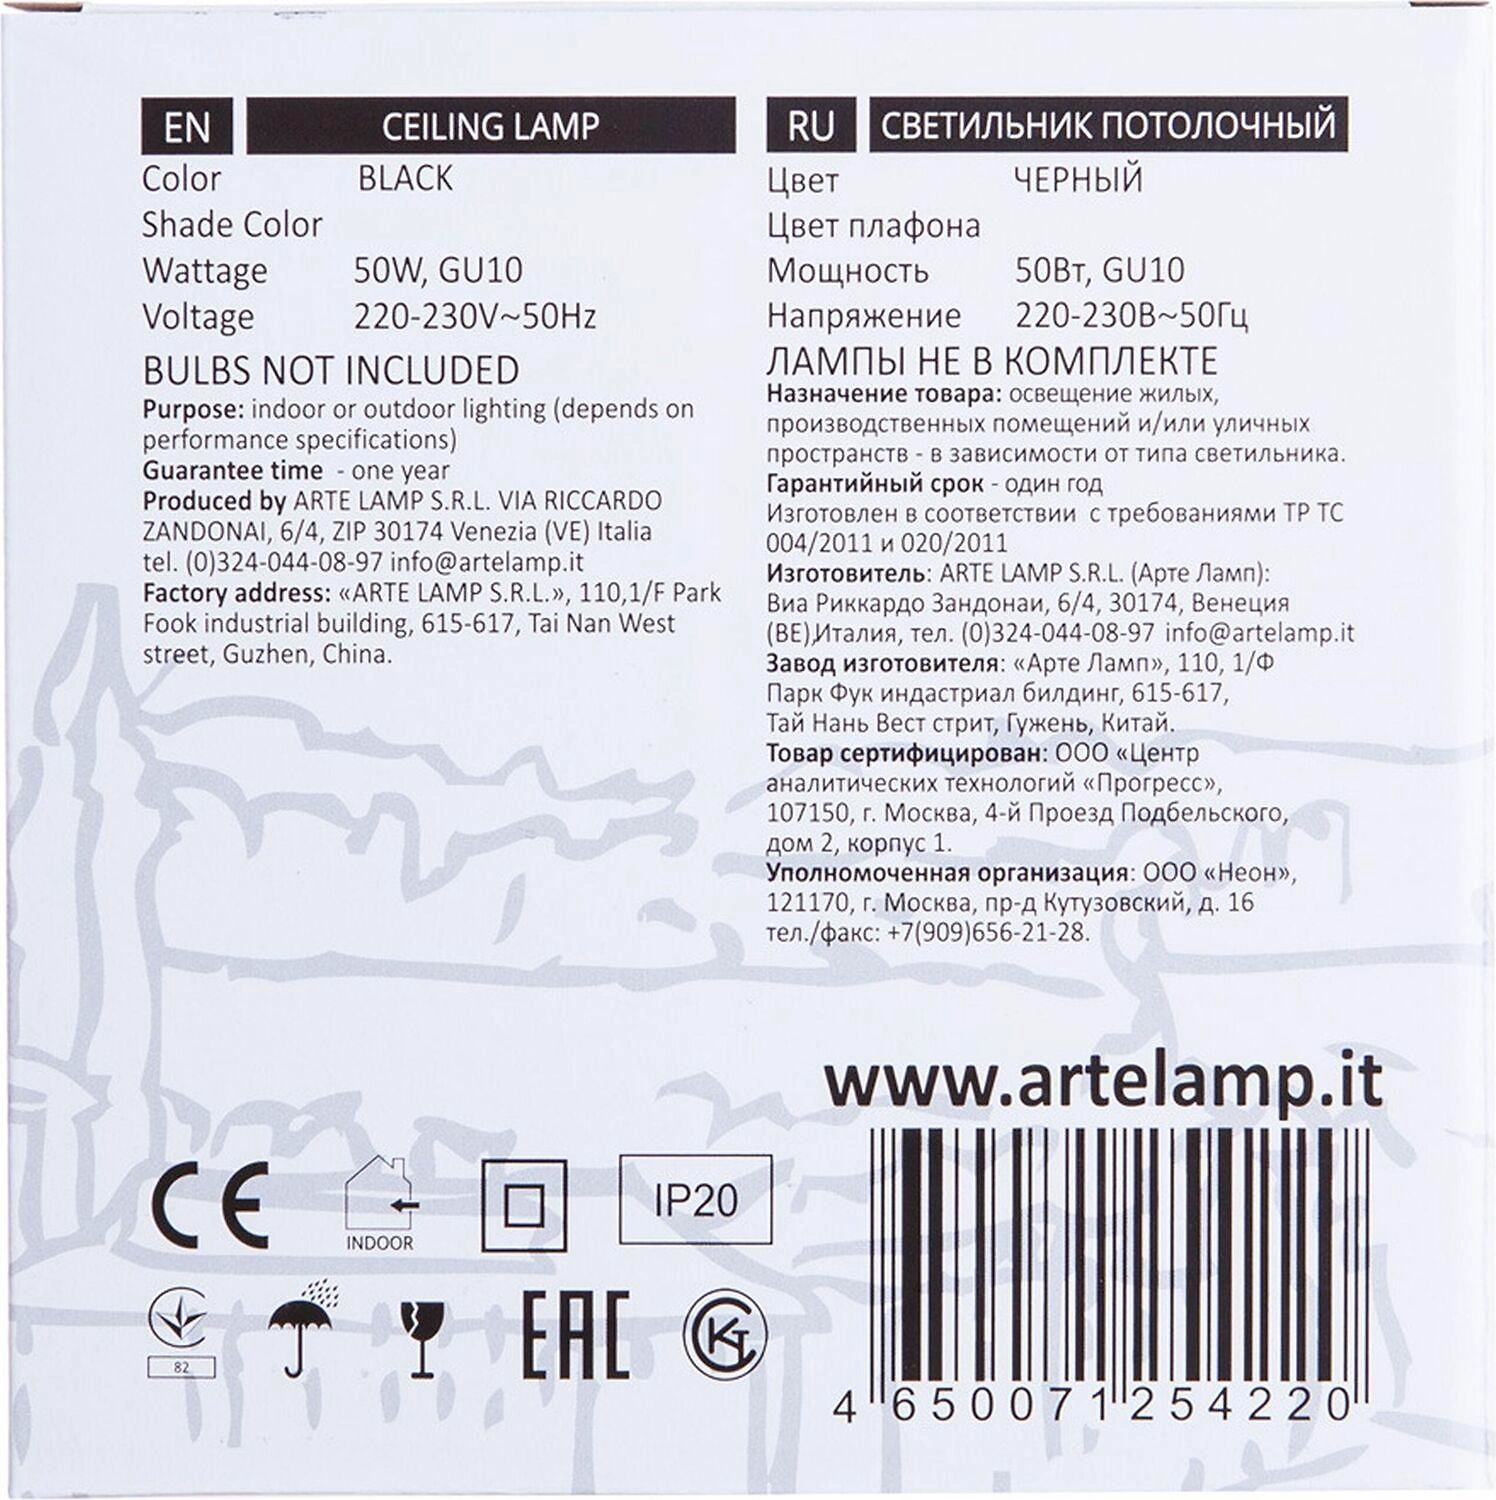 EN CEILING LAMP
Color BLACK
Shade Color
Wattage 50W, GU10
Voltage 220-230V~50Hz
BULBS NOT INCLUDED
Purpose: indoor or outdoor lighting (depends on
performance specifications)
Guarantee time - one year
Produced by ARTE LAMP S.R.L. VIA RICCARDO
ZANDONAI, 6/4, ZIP 30174 Venezia (VE) Italia
tel. (0)324-044-08-97 info@artelamp.it
Factory address: «ARTE LAMP S.R.L.», 110,1/F Park
Fook industrial building, 615-617, Tai Nan West
street, Guzhen, China.
RU СВЕТИЛЬНИК ПОТОЛОЧНЫЙ
Цвет ЧЕРНЫЙ
Цвет плафона
Мощность 50Вт, GU10
Напряжение 220-230В~50Гц
ЛАМПЫ НЕ В КОМПЛЕКТЕ
Назначение товара: освещение жилых,
производственных помещений и/или уличных
пространств - в зависимости от типа светильника.
Гарантийный срок - один год
Изготовлен в соответствии с требованиями ТР ТС
004/2011 и 020/2011
Изготовитель: ARTE LAMP S.R.L. (Арте Ламп):
Виа Риккардо Зандонаи, 6/4, 30174, Венеция
(ВЕ),Италия, тел. (0)324-044-08-97 info@artelamp.it
Завод изготовителя: «Арте Ламп», 110, 1/Ф
Парк Фук индастриал билдинг, 615-617,
Тай Нань Вест стрит, Гужень, Китай.
Товар сертифицирован: ООО «Центр
аналитических технологий «Прогресс»,
107150, г. Москва, 4-й Проезд Подбельского,
дом 2, корпус 1.
Уполномоченная организация: ООО «Неон»,
121170, г. Москва, пр-д Кутузовский, д. 16
тел./факс: +7(909)656-21-28.
www.artelamp.it
CE
INDOOR
IP20
82
EAC
4 650071 254220